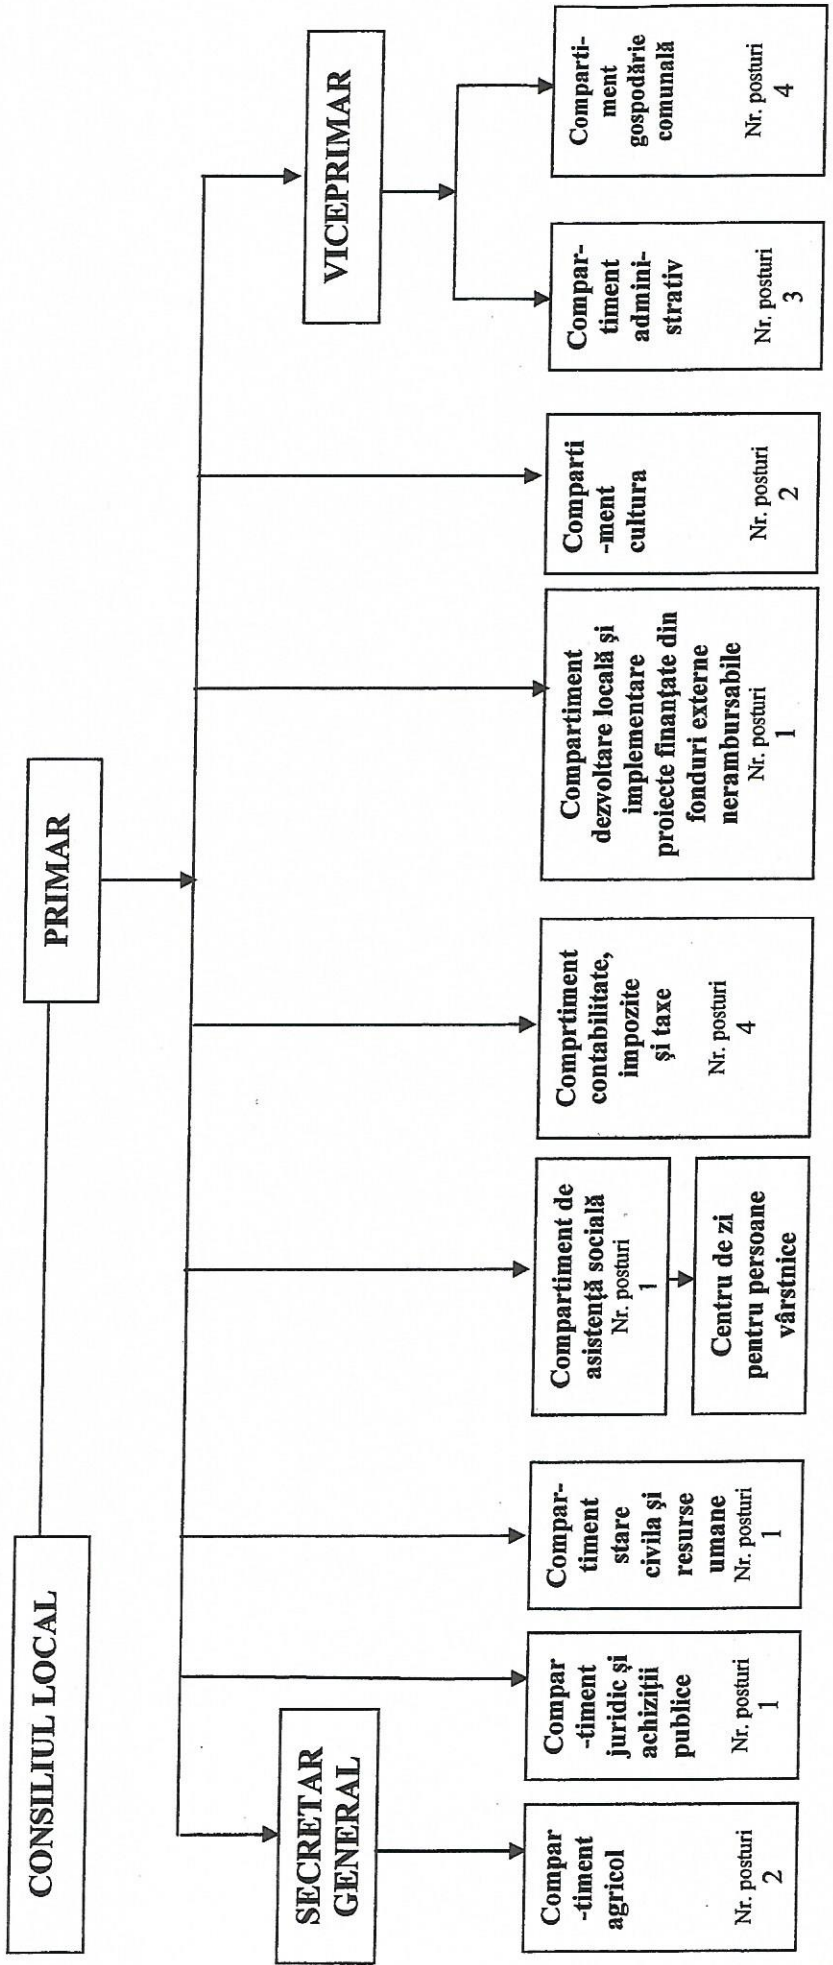 CONSILIUL LOCAL
PRIMAR
SECRETAR
GENERAL
VICEPRIMAR
Compar
-timent
agricol
Nr. posturi
2
Compar
-timent
juridic şi
achiziţii
publice
Nr. posturi
1
Compar-
timent
stare
civila şi
resurse
umane
Nr. posturi
1
Compartiment de
asistenţă socială
Nr. posturi
1
Centru de zi
pentru persoane
vârstnice
Comprtiment
contabilitate,
impozite
şi taxe
Nr. posturi
4
Compartiment
dezvoltare locală şi
implementare
proiecte finanţate din
fonduri externe
nerambursabile
Nr. posturi
1
Comparti
-ment
cultura
Nr. posturi
2
Compar-
timent
admini-
strativ
Nr. posturi
3
Comparti-
ment
gospodărie
comunală
Nr. posturi
4